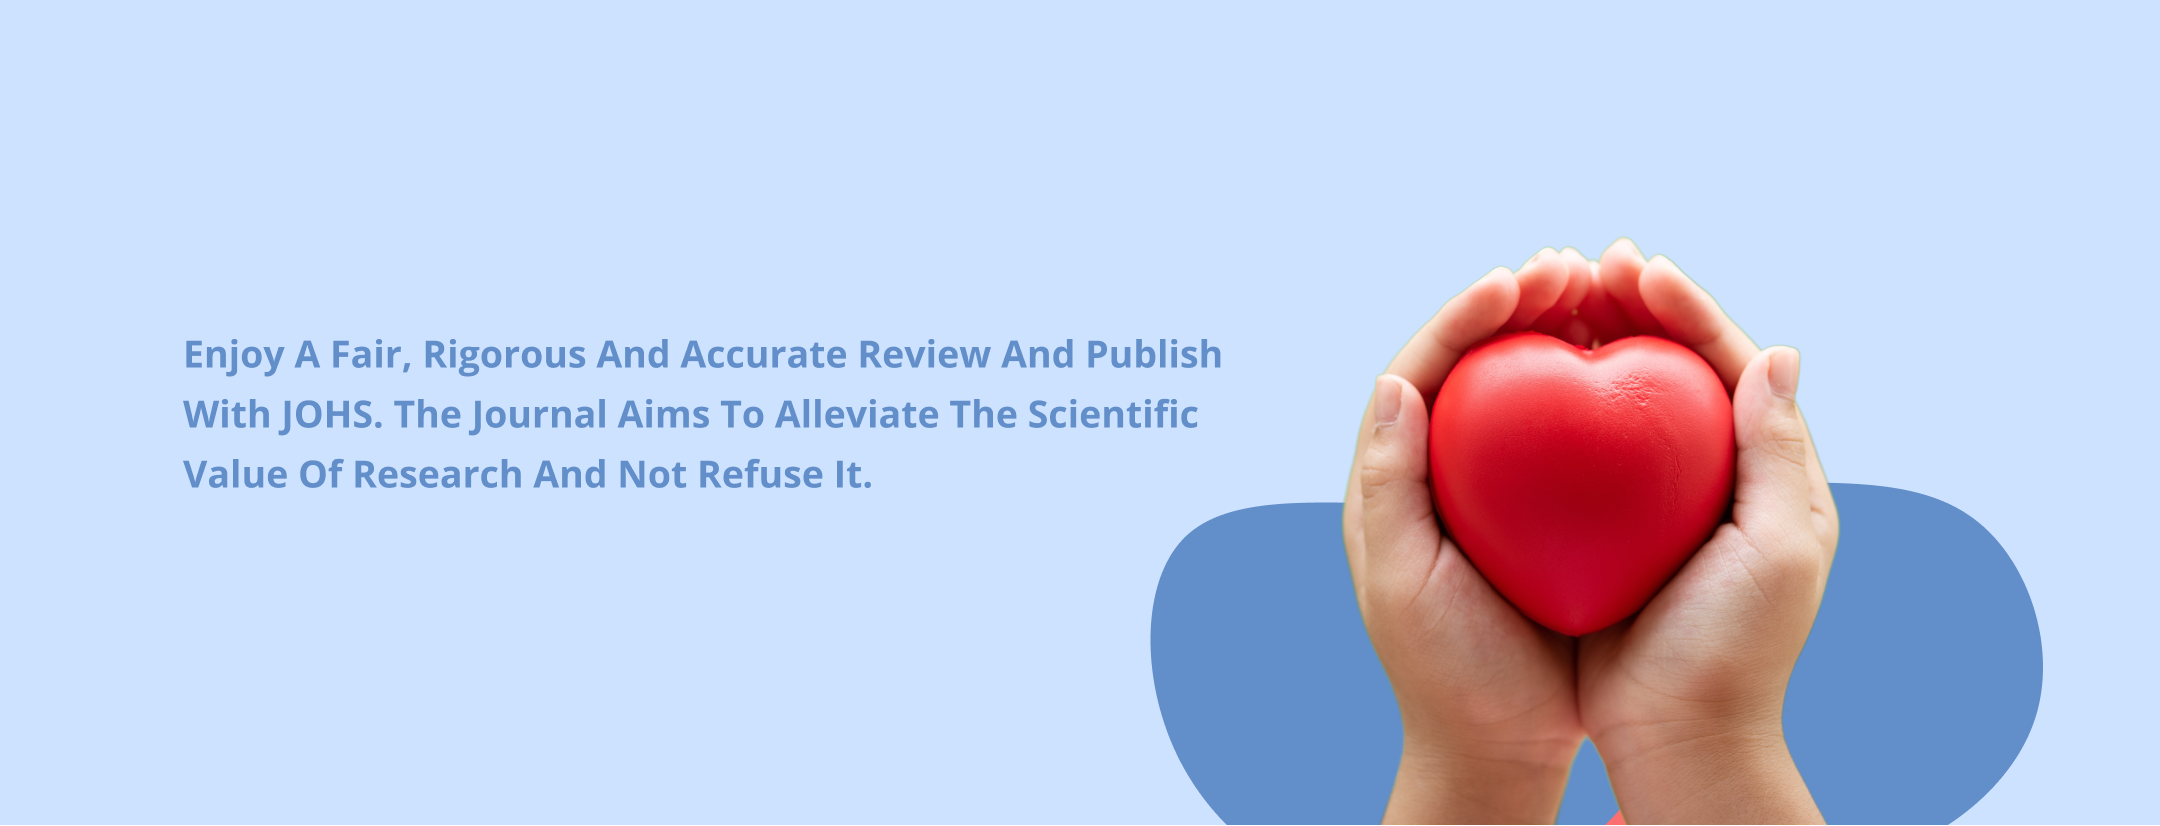 Enjoy A Fair, Rigorous And Accurate Review And Publish
With JOHS. The Journal Aims To Alleviate The Scientific
Value Of Research And Not Refuse It.